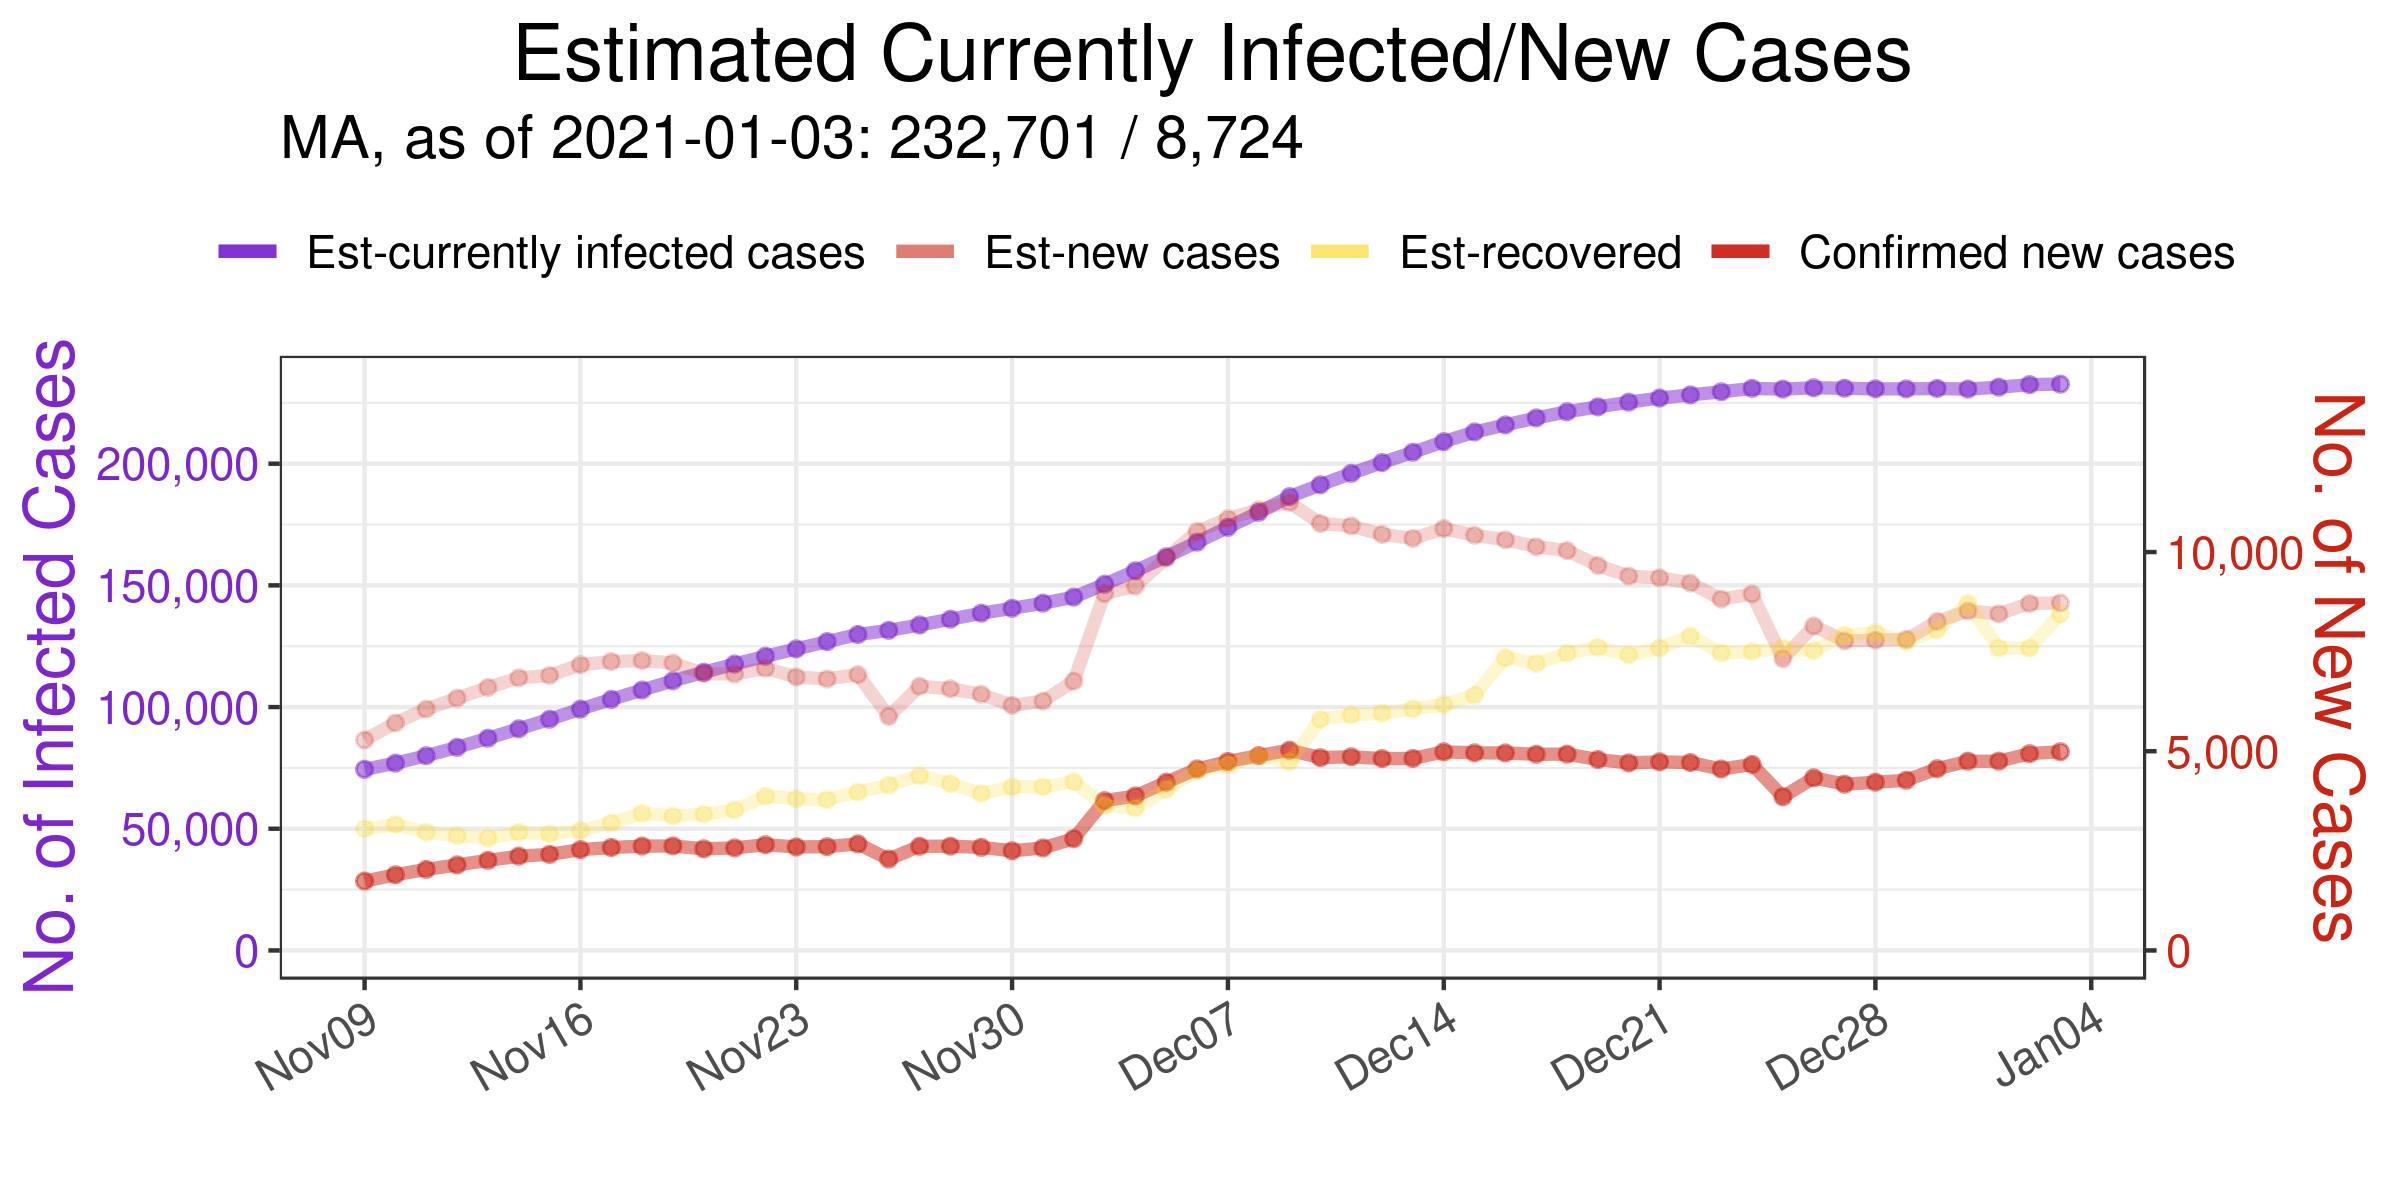 Estimated Currently Infected/New Cases
MA, as of 2021-01-03: 232,701 / 8,724
Est-currently infected cases Est-new cases Est-recovered Confirmed new cases
No. of Infected Cases
200,000
150,000
100,000
50,000
0
10,000
5,000
0
No. of New Cases
Nov09 Nov16 Nov23 Nov30 Dec07 Dec14 Dec21 Dec28 Jan04